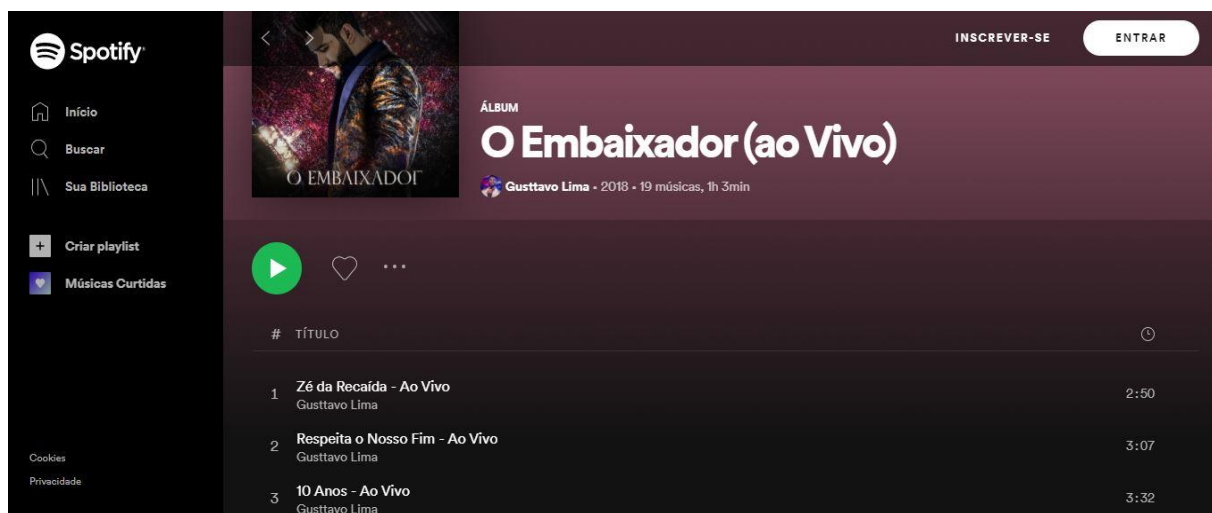 Spotify
Início
Buscar
Sua Biblioteca
Criar playlist
Músicas Curtidas
Cookies
Privacidade
INSCREVER-SE
ENTRAR
O EMBAIXADOR
ÁLBUM
O Embaixador (ao Vivo)
Gusttavo Lima • 2018 • 19 músicas, 1h 3min
# TÍTULO
1 Zé da Recaída - Ao Vivo 2:50
Gusttavo Lima
2 Respeita o Nosso Fim - Ao Vivo 3:07
Gusttavo Lima
3 10 Anos - Ao Vivo 3:32
Gusttavo Lima